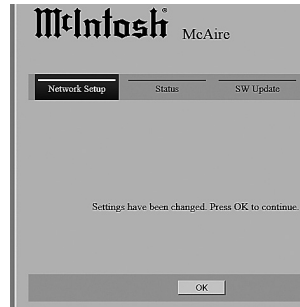 McIntosh McAire
Network Setup Status SW Update
Settings have been changed. Press OK to continue.
OK